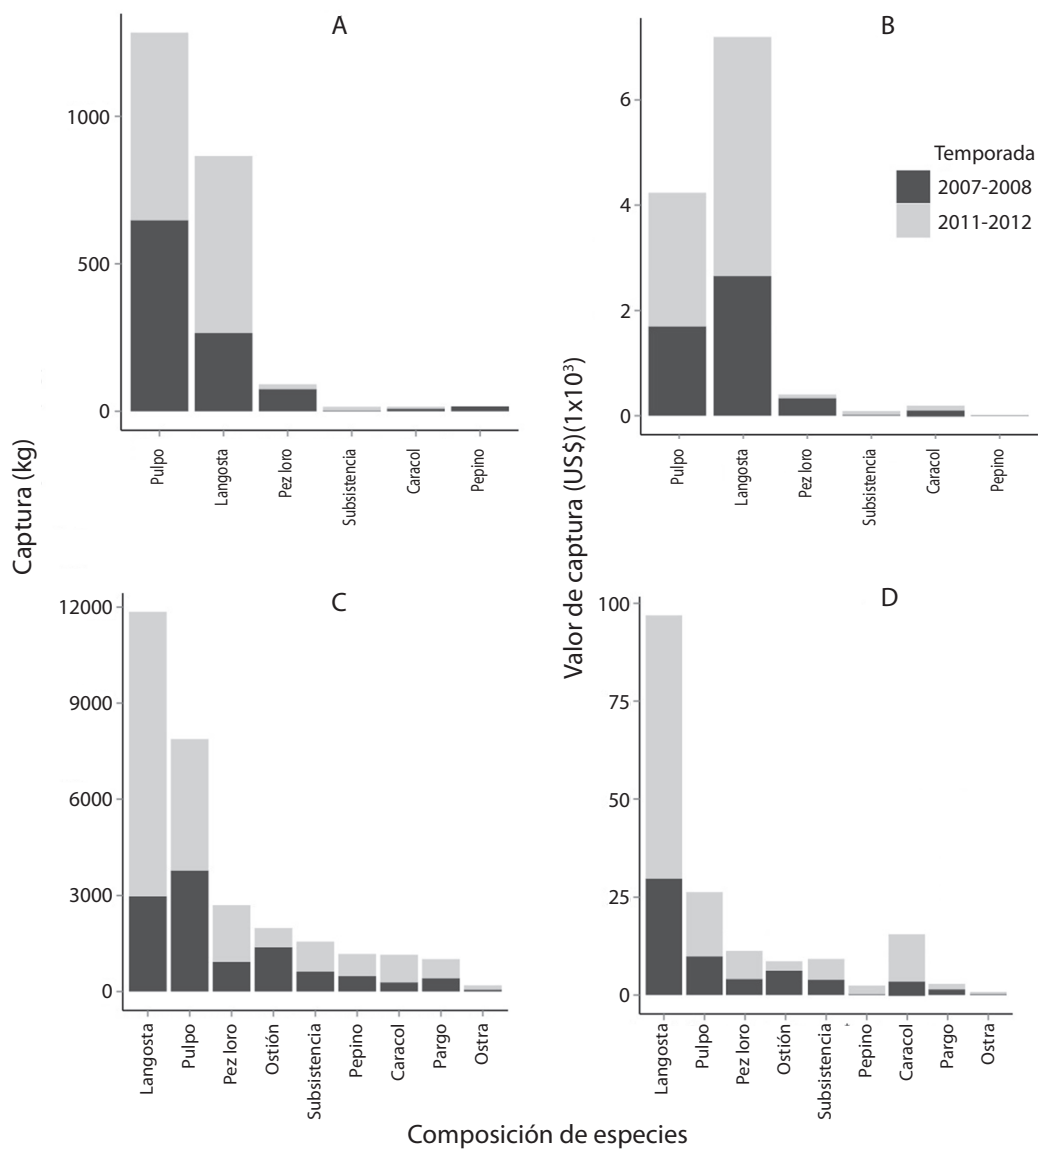 A
Captura (kg)
1000
500
0
Pulpo
Langosta
Pez loro
Subsistencia
Caracol
Pepino
B
Valor de captura (US$)(1x10³)
6
4
2
0
Temporada
2007-2008
2011-2012
Pulpo
Langosta
Pez loro
Subsistencia
Caracol
Pepino
C
12000
9000
6000
3000
0
Langosta
Pulpo
Pez loro
Ostión
Subsistencia
Pepino
Caracol
Pargo
Ostra
D
100
75
50
25
0
Langosta
Pulpo
Pez loro
Ostión
Subsistencia
Pepino
Caracol
Pargo
Ostra
Composición de especies